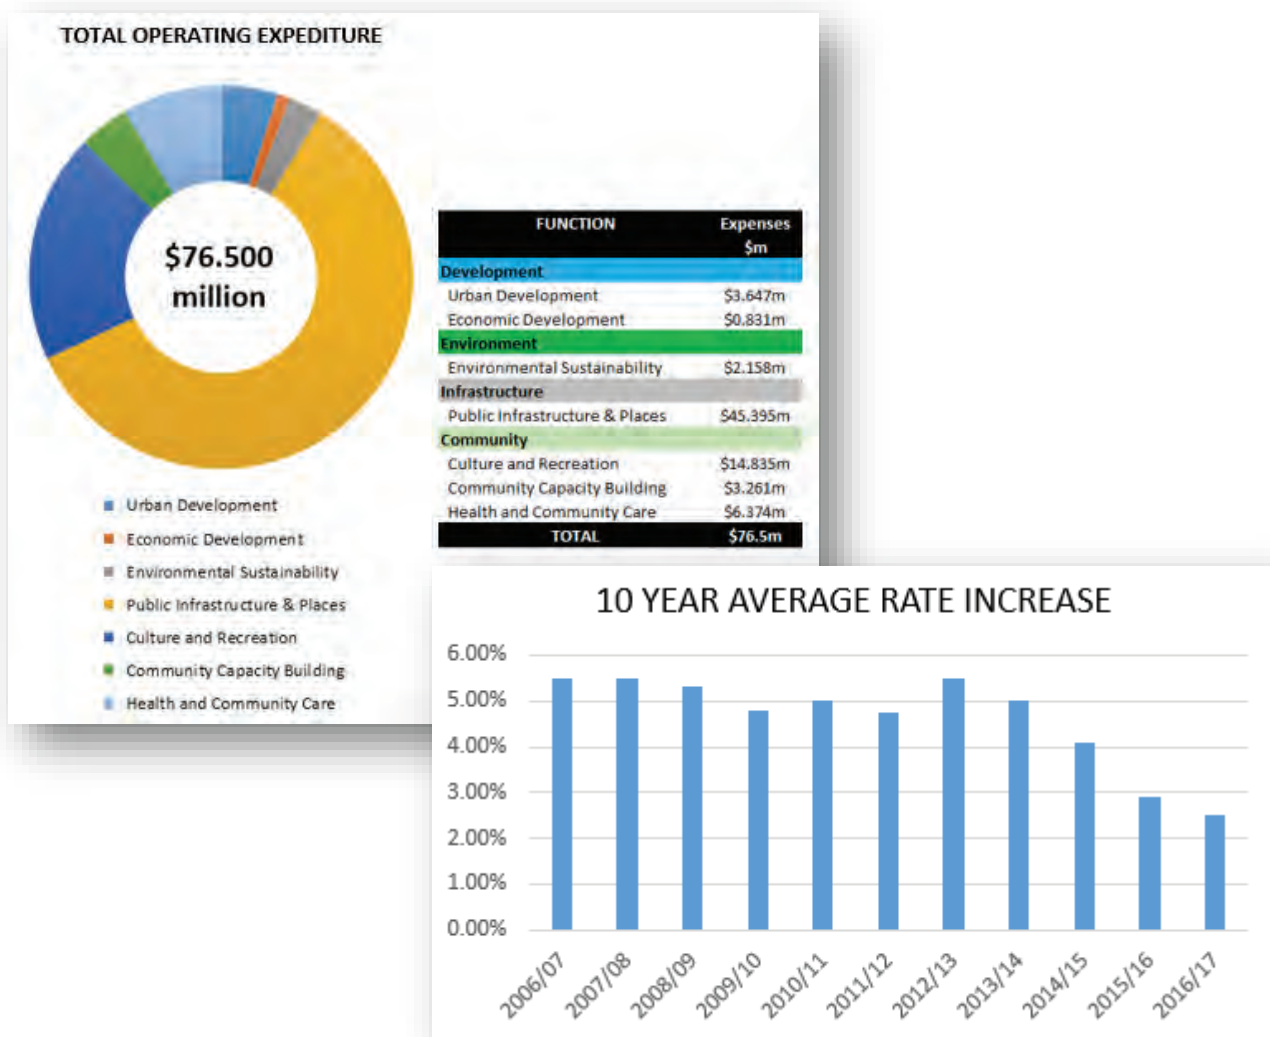 TOTAL OPERATING EXPEDITURE
$76.500
million
Urban Development
Economic Development
Environmental Sustainability
Public Infrastructure & Places
Culture and Recreation
Community Capacity Building
Health and Community Care
FUNCTION Expenses
$m
Development
Urban Development $3.647m
Economic Development $0.831m
Environment
Environmental Sustainability $2.158m
Infrastructure
Public Infrastructure & Places $45.395m
Community
Culture and Recreation $14.835m
Community Capacity Building $3.261m
Health and Community Care $6.374m
TOTAL $76.5m
10 YEAR AVERAGE RATE INCREASE
6.00%
5.00%
4.00%
3.00%
2.00%
1.00%
0.00%
2006/07 2007/08 2008/09 2009/10 2010/11 2011/12 2012/13 2013/14 2014/15 2015/16 2016/17